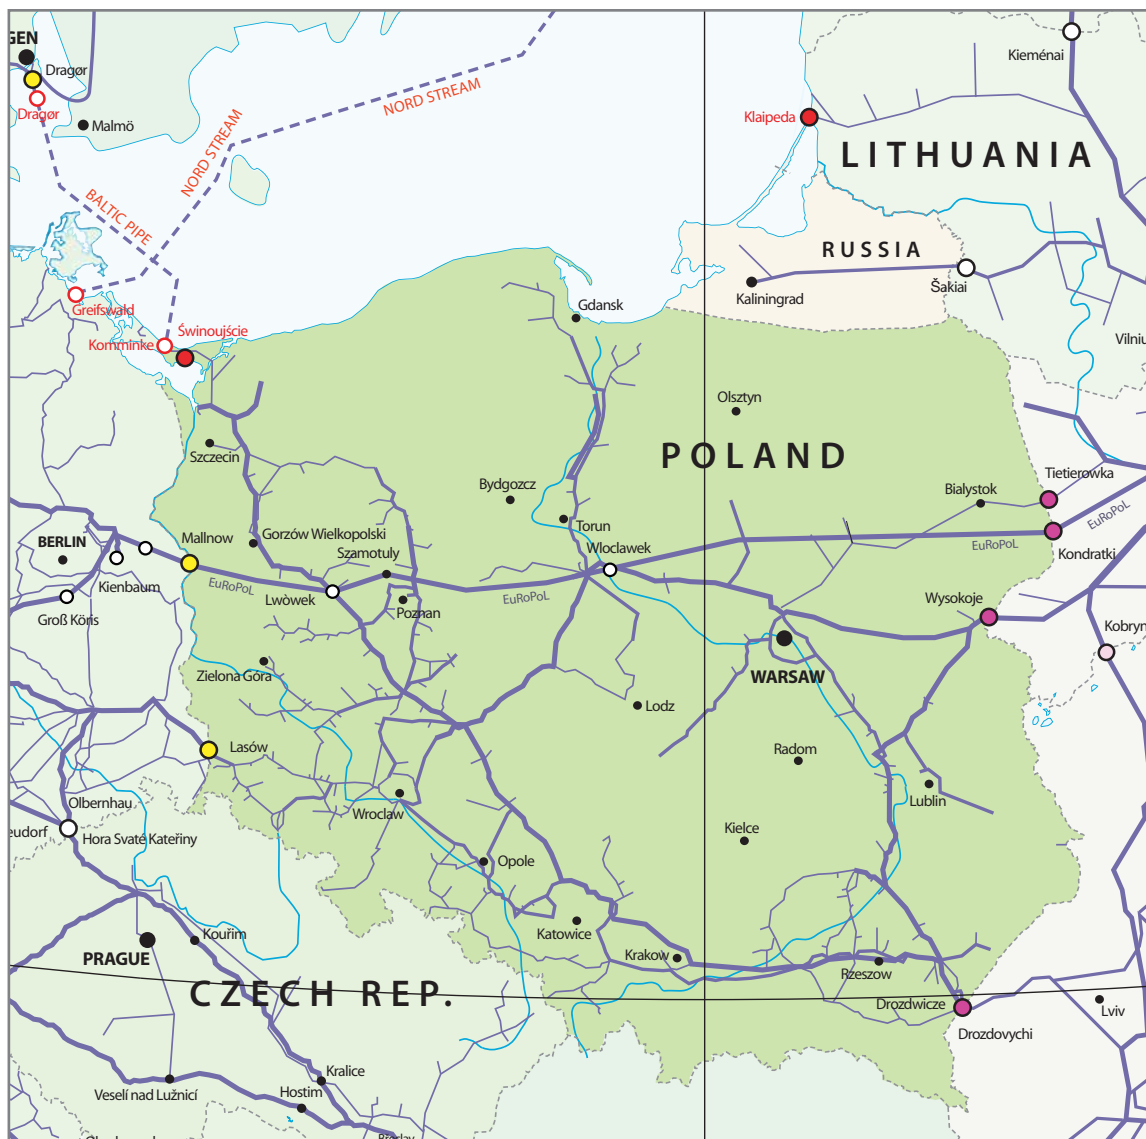 GEN
Dragør
Dragør
Malmö
NORD STREAM
NORD STREAM
BALTIC PIPE
Kieménai
Klaipeda
LITHUANIA
RUSSIA
Kaliningrad
Šakiai
Vilniu
Greifswald
Świnoujście
Komminke
Gdansk
Olsztyn
POLAND
Szczecin
Bydgozcz
Torun
Bialystok
Tietierowka
BERLIN
Mallnow
Gorzów Wielkopolski
Szamotuly
Wloclawek
EuRoPoL
EuRoPoL
Kondratki
Kienbaum
EuRoPoL
Lwòwek
EuRoPoL
Poznan
Wysokoje
Groß Köris
Kobryn
WARSAW
Zielona Góra
Lodz
Lasów
Radom
Olbernhau
Wroclaw
Lublin
eudorf
Hora Svaté Kateřiny
Kielce
Opole
Katowice
Kouřim
PRAGUE
Krakow
Rzeszow
CZECH REP.
Drozdwicze
Lviv
Drozdovychi
Kralice
Veselí nad Lužnicí
Hostim